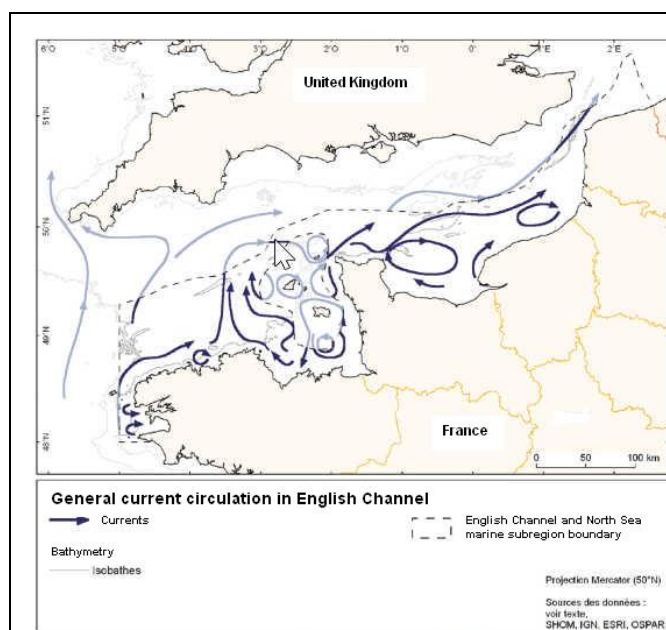 6°O 5°O 4°O 3°O 2°O 1°O 0°O 1°E 2°E
United Kingdom
51°N
50°N
49°N
France
48°N
0 50 100 km
General current circulation in English Channel
Currents
English Channel and North Sea
marine subregion boundary
Bathymetry
Isobathes
Projection Mercator (50°N)
Sources des données :
voir texte,
SHOM, IGN, ESRI, OSPAR